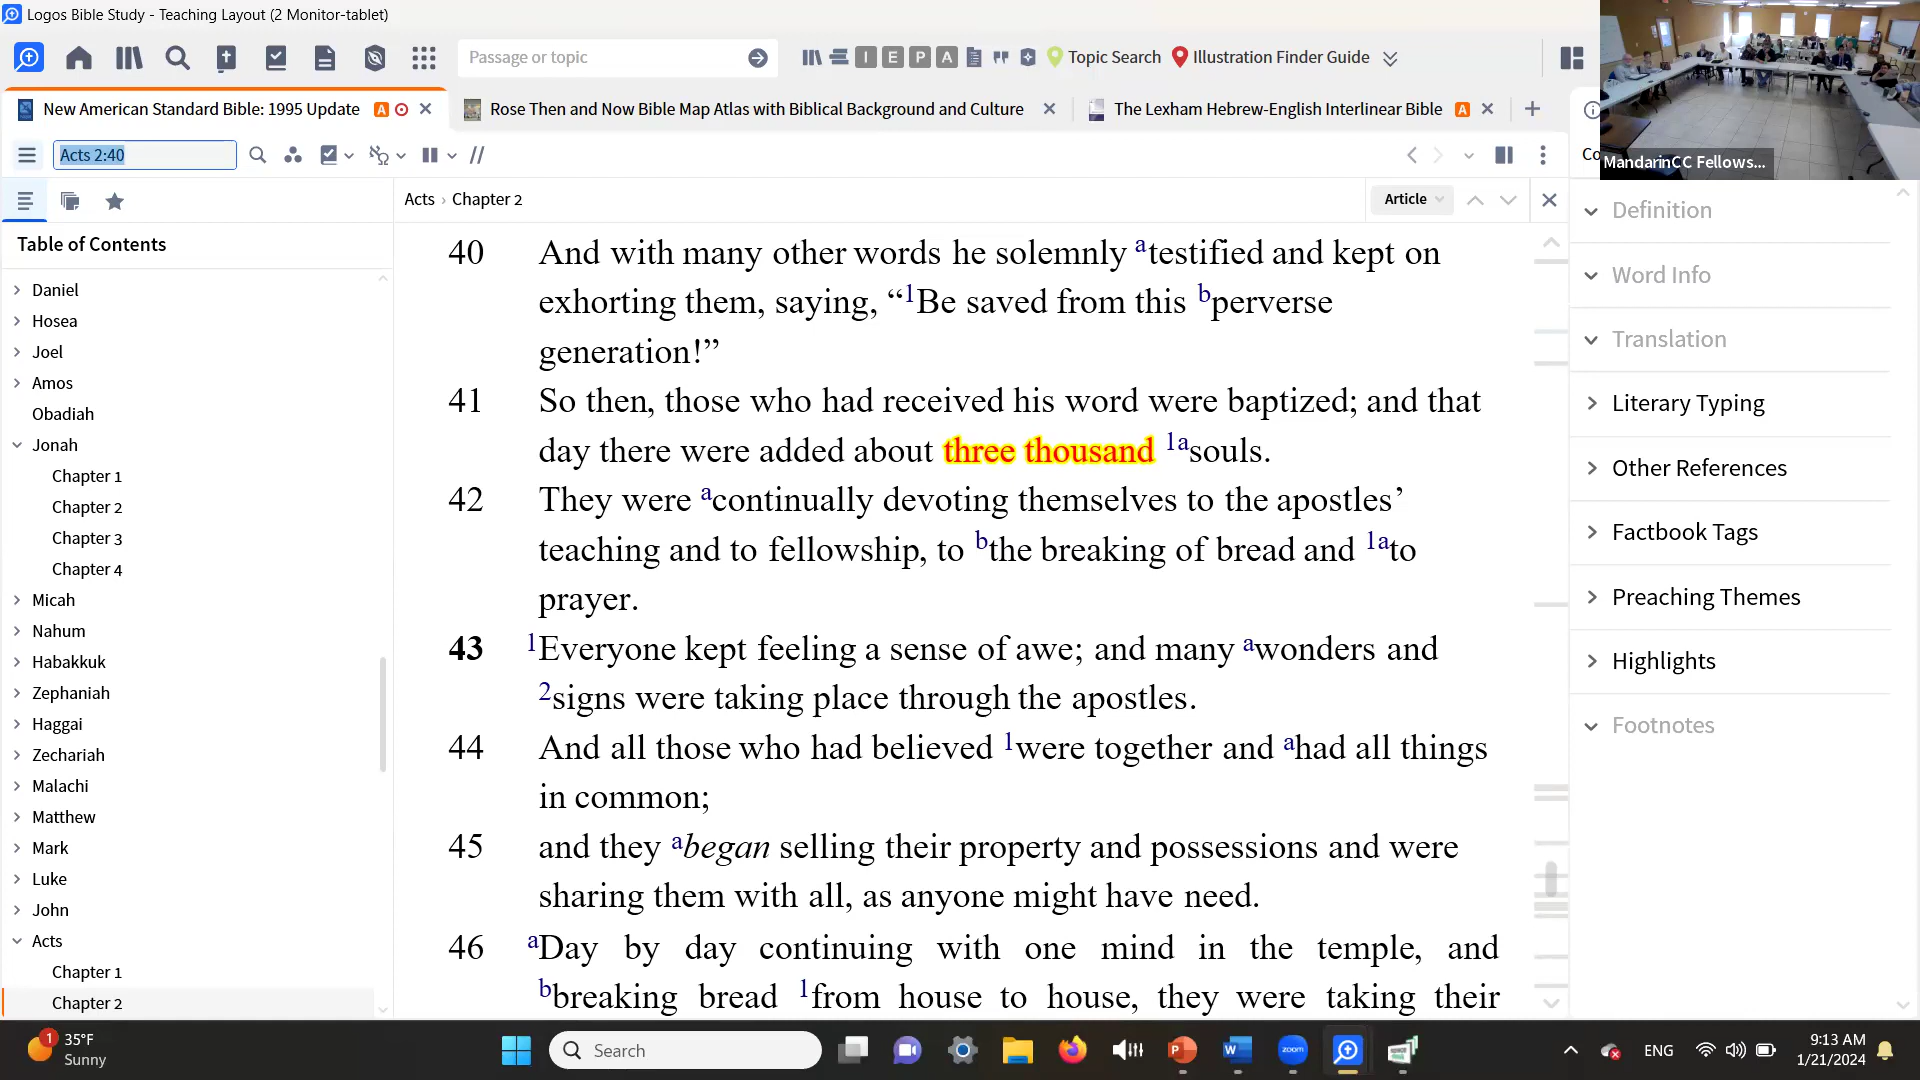 Logos Bible Study - Teaching Layout (2 Monitor-tablet)
Passage or topic
I E P A
Topic Search
Illustration Finder Guide
New American Standard Bible: 1995 Update A
Rose Then and Now Bible Map Atlas with Biblical Background and Culture
The Lexham Hebrew-English Interlinear Bible A
Acts 2:40
Co
MandarinCC Fellows...
Acts › Chapter 2
Article
Table of Contents
Daniel
Hosea
Joel
Amos
Obadiah
Jonah
Chapter 1
Chapter 2
Chapter 3
Chapter 4
Micah
Nahum
Habakkuk
Zephaniah
Haggai
Zechariah
Malachi
Matthew
Mark
Luke
John
Acts
Chapter 1
Chapter 2
40 And with many other words he solemnly atestified and kept on
exhorting them, saying, “1Be saved from this bperverse
generation!”
41 So then, those who had received his word were baptized; and that
day there were added about three thousand 1asouls.
42 They were acontinually devoting themselves to the apostles’
teaching and to fellowship, to bthe breaking of bread and 1ato
prayer.
43 1Everyone kept feeling a sense of awe; and many awonders and
2signs were taking place through the apostles.
44 And all those who had believed 1were together and ahad all things
in common;
45 and they abegan selling their property and possessions and were
sharing them with all, as anyone might have need.
46 aDay by day continuing with one mind in the temple, and
bbreaking bread 1from house to house, they were taking their
Definition
Word Info
Translation
Literary Typing
Other References
Factbook Tags
Preaching Themes
Highlights
Footnotes
1
35°F
Sunny
Search
zoom
ENG
9:13 AM
1/21/2024